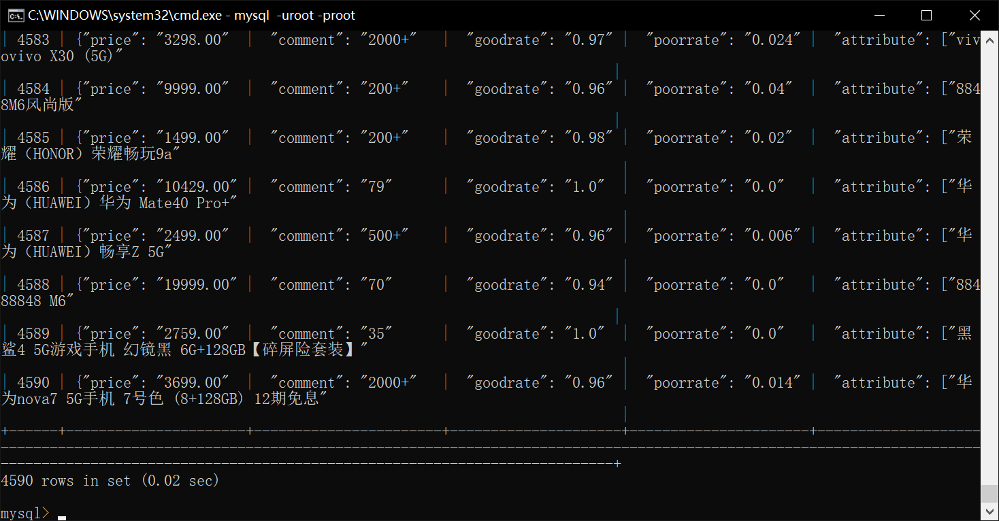 C:\WINDOWS\system32\cmd.exe - mysql  -uroot -proot
| 4583 | {"price": "3298.00"  |  "comment": "2000+"   |  "goodrate": "0.97" |  "poorrate": "0.024" |  "attribute": ["viv
ovivo X30 (5G)"
|
| 4584 | {"price": "9999.00"  |  "comment": "200+"    |  "goodrate": "0.96" |  "poorrate": "0.04"  |  "attribute": ["884
8M6风尚版"
|
| 4585 | {"price": "1499.00"  |  "comment": "200+"    |  "goodrate": "0.98" |  "poorrate": "0.02"  |  "attribute": ["荣
耀（HONOR）荣耀畅玩9a"
|
| 4586 | {"price": "10429.00" |  "comment": "79"      |  "goodrate": "1.0"  |  "poorrate": "0.0"   |  "attribute": ["华
为（HUAWEI）华为 Mate40 Pro+"
|
| 4587 | {"price": "2499.00"  |  "comment": "500+"    |  "goodrate": "0.96" |  "poorrate": "0.006" |  "attribute": ["华
为（HUAWEI）畅享Z 5G"
|
| 4588 | {"price": "19999.00" |  "comment": "70"      |  "goodrate": "0.94" |  "poorrate": "0.0"   |  "attribute": ["884
88848 M6"
|
| 4589 | {"price": "2759.00"  |  "comment": "35"      |  "goodrate": "1.0"  |  "poorrate": "0.0"   |  "attribute": ["黑
鲨4 5G游戏手机 幻镜黑 6G+128GB【碎屏险套装】"
|
| 4590 | {"price": "3699.00"  |  "comment": "2000+"   |  "goodrate": "0.96" |  "poorrate": "0.014" |  "attribute": ["华
为nova7 5G手机 7号色 (8+128GB) 12期免息"
|
4590 rows in set (0.02 sec)
mysql>